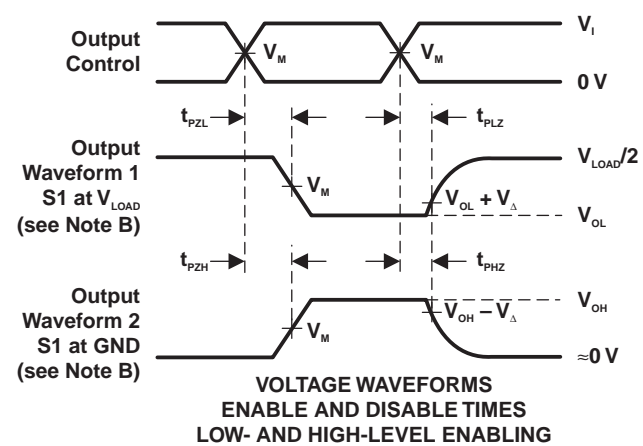 Output
Control
V_M
V_M
V_I
0 V
t_PZL
t_PLZ
Output
Waveform 1
S1 at V_LOAD
(see Note B)
V_M
V_OL + V_Δ
V_LOAD/2
V_OL
t_PZH
t_PHZ
Output
Waveform 2
S1 at GND
(see Note B)
V_M
V_OH – V_Δ
V_OH
≈0 V
VOLTAGE WAVEFORMS
ENABLE AND DISABLE TIMES
LOW- AND HIGH-LEVEL ENABLING